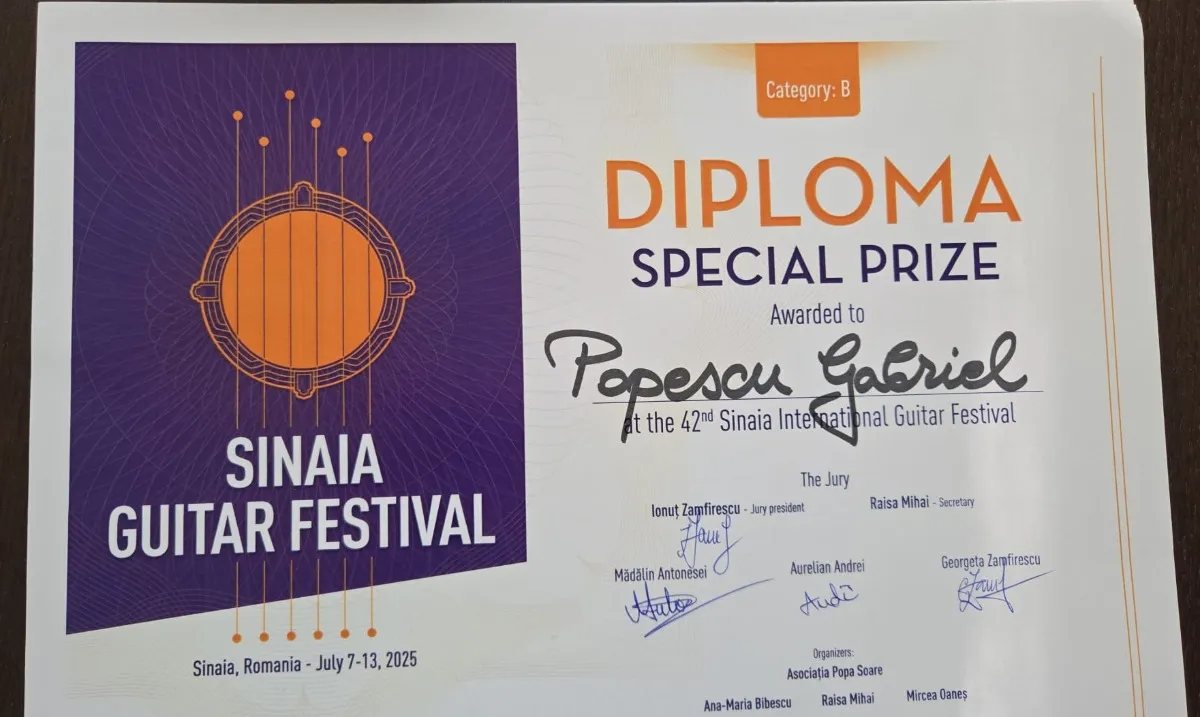 SINAIA
GUITAR FESTIVAL
Sinaia, Romania - July 7-13, 2025
Category: B
DIPLOMA
SPECIAL PRIZE
Awarded to
Popescu Gabriel
at the 42nd Sinaia International Guitar Festival
The Jury
Ionuț Zamfirescu - Jury president
Raisa Mihai - Secretary
Mădălin Antonesei
Aurelian Andrei
Georgeta Zamfirescu
Organizers:
Asociația Popa Soare
Ana-Maria Bibescu Raisa Mihai Mircea Oaneș